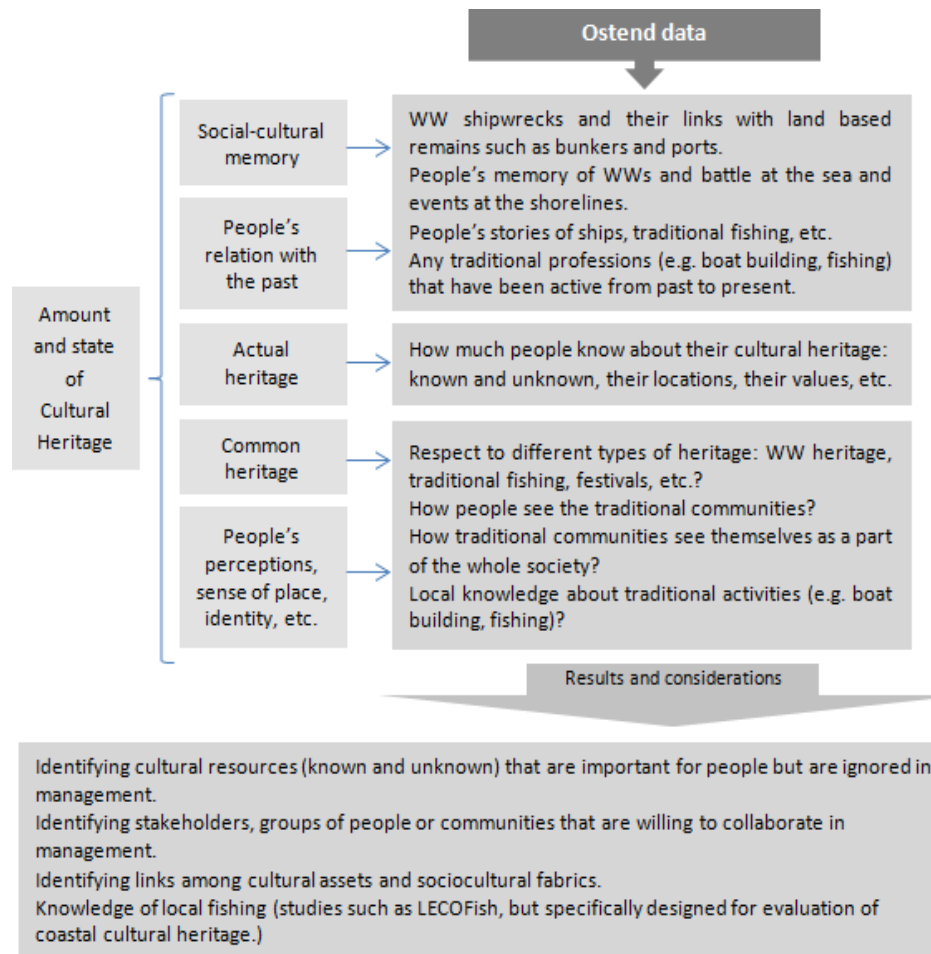 Ostend data
Amount
and state
of
Cultural
Heritage
Social-cultural
memory
People's
relation with
the past
WW shipwrecks and their links with land based
remains such as bunkers and ports.
People's memory of WWs and battle at the sea and
events at the shorelines.
People's stories of ships, traditional fishing, etc.
Any traditional professions (e.g. boat building, fishing)
that have been active from past to present.
Actual
heritage
How much people know about their cultural heritage:
known and unknown, their locations, their values, etc.
Common
heritage
People's
perceptions,
sense of place,
identity, etc.
Respect to different types of heritage: WW heritage,
traditional fishing, festivals, etc.?
How people see the traditional communities?
How traditional communities see themselves as a part
of the whole society?
Local knowledge about traditional activities (e.g. boat
building, fishing)?
Results and considerations
Identifying cultural resources (known and unknown) that are important for people but are ignored in
management.
Identifying stakeholders, groups of people or communities that are willing to collaborate in
management.
Identifying links among cultural assets and sociocultural fabrics.
Knowledge of local fishing (studies such as LECOFish, but specifically designed for evaluation of
coastal cultural heritage.)